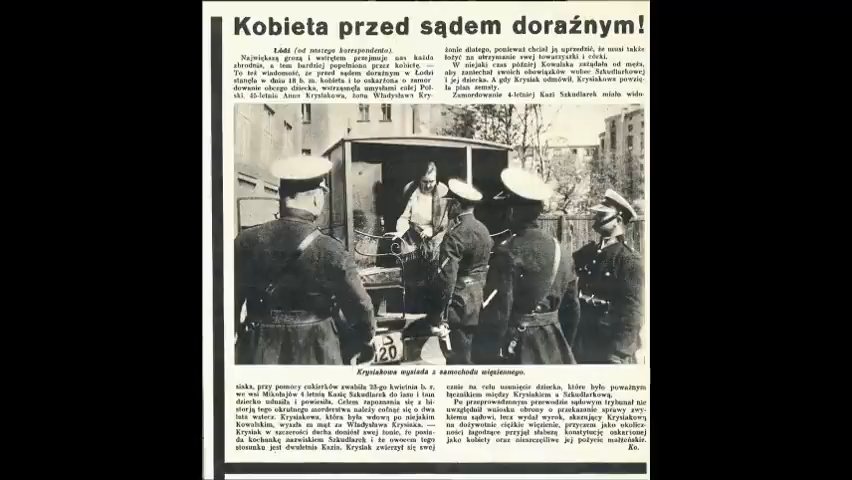 Kobieta przed sądem doraźnym!
Łódź (od naszego korespondenta).
Największą grozą i wstrętem przejmuje nas każda
zbrodnia, a tem bardziej popełniona przez kobietę. —
To też wiadomość, że przed sądem doraźnym w Łodzi
stanęła w dniu 18 b. m. kobieta i to oskarżona o zamor
dowanie obcego dziecka, wstrząsnęła umysłami całej Pol-
ski. 45-letnia Anna Krysiakowa, żona Władysława Kry-
żonie dlatego, ponieważ chciał ją uprzedzić, że musi także
łożyć na utrzymanie swej towarzyszki i córki.
W niejaki czas później Kowalska zażądała od męża,
aby zaniechał swoich obowiązków wobec Szkudlarkowej
i jej dziecka. A gdy Krysiak odmówił, Krysiakowa powzię-
ła plan zemsty.
Zamordowanie 4-letniej Kazi Szkudlarek miało wido-
120
Krysiakowa wysiada z samochodu więziennego.
siaka, przy pomocy cukierków zwabiła 23-go kwietnia b. r.
we wsi Mikołajów 4 letnią Kazię Szkudlarek do lasu i tam
dziecko udusiła i powiesiła. Celem zapoznania się z hi-
storją tego okrutnego morderstwa należy cofnąć się o dwa
lata wstecz. Krysiakowa, która była wdową po niejakim
Kowalskim, wyszła za mąż za Władysława Krysiaka. —
Krysiak w szczerości ducha doniósł swej żonie, że posia-
da kochankę nazwiskiem Szkudlarek i że owocem tego
stosunku jest dwuletnia Kazia. Krysiak zwierzył się swej
cznie na celu usunięcie dziecka, które było poważnym
łącznikiem między Krysiakiem a Szkudlarkową.
Po przeprowadzonym przewodzie sądowym trybunał nie
uwzględnił wniosku obrony o przekazanie sprawy zwy-
kłemu sądowi, lecz wydał wyrok, skazujący Krysiakową
na dożywotnie ciężkie więzienie, przyczem jako okolicz-
ności łagodzące przyjął słabszą konstytucję oskarżonej
jako kobiety oraz nieszczęśliwe jej pożycie małżeńskie.
Ko.